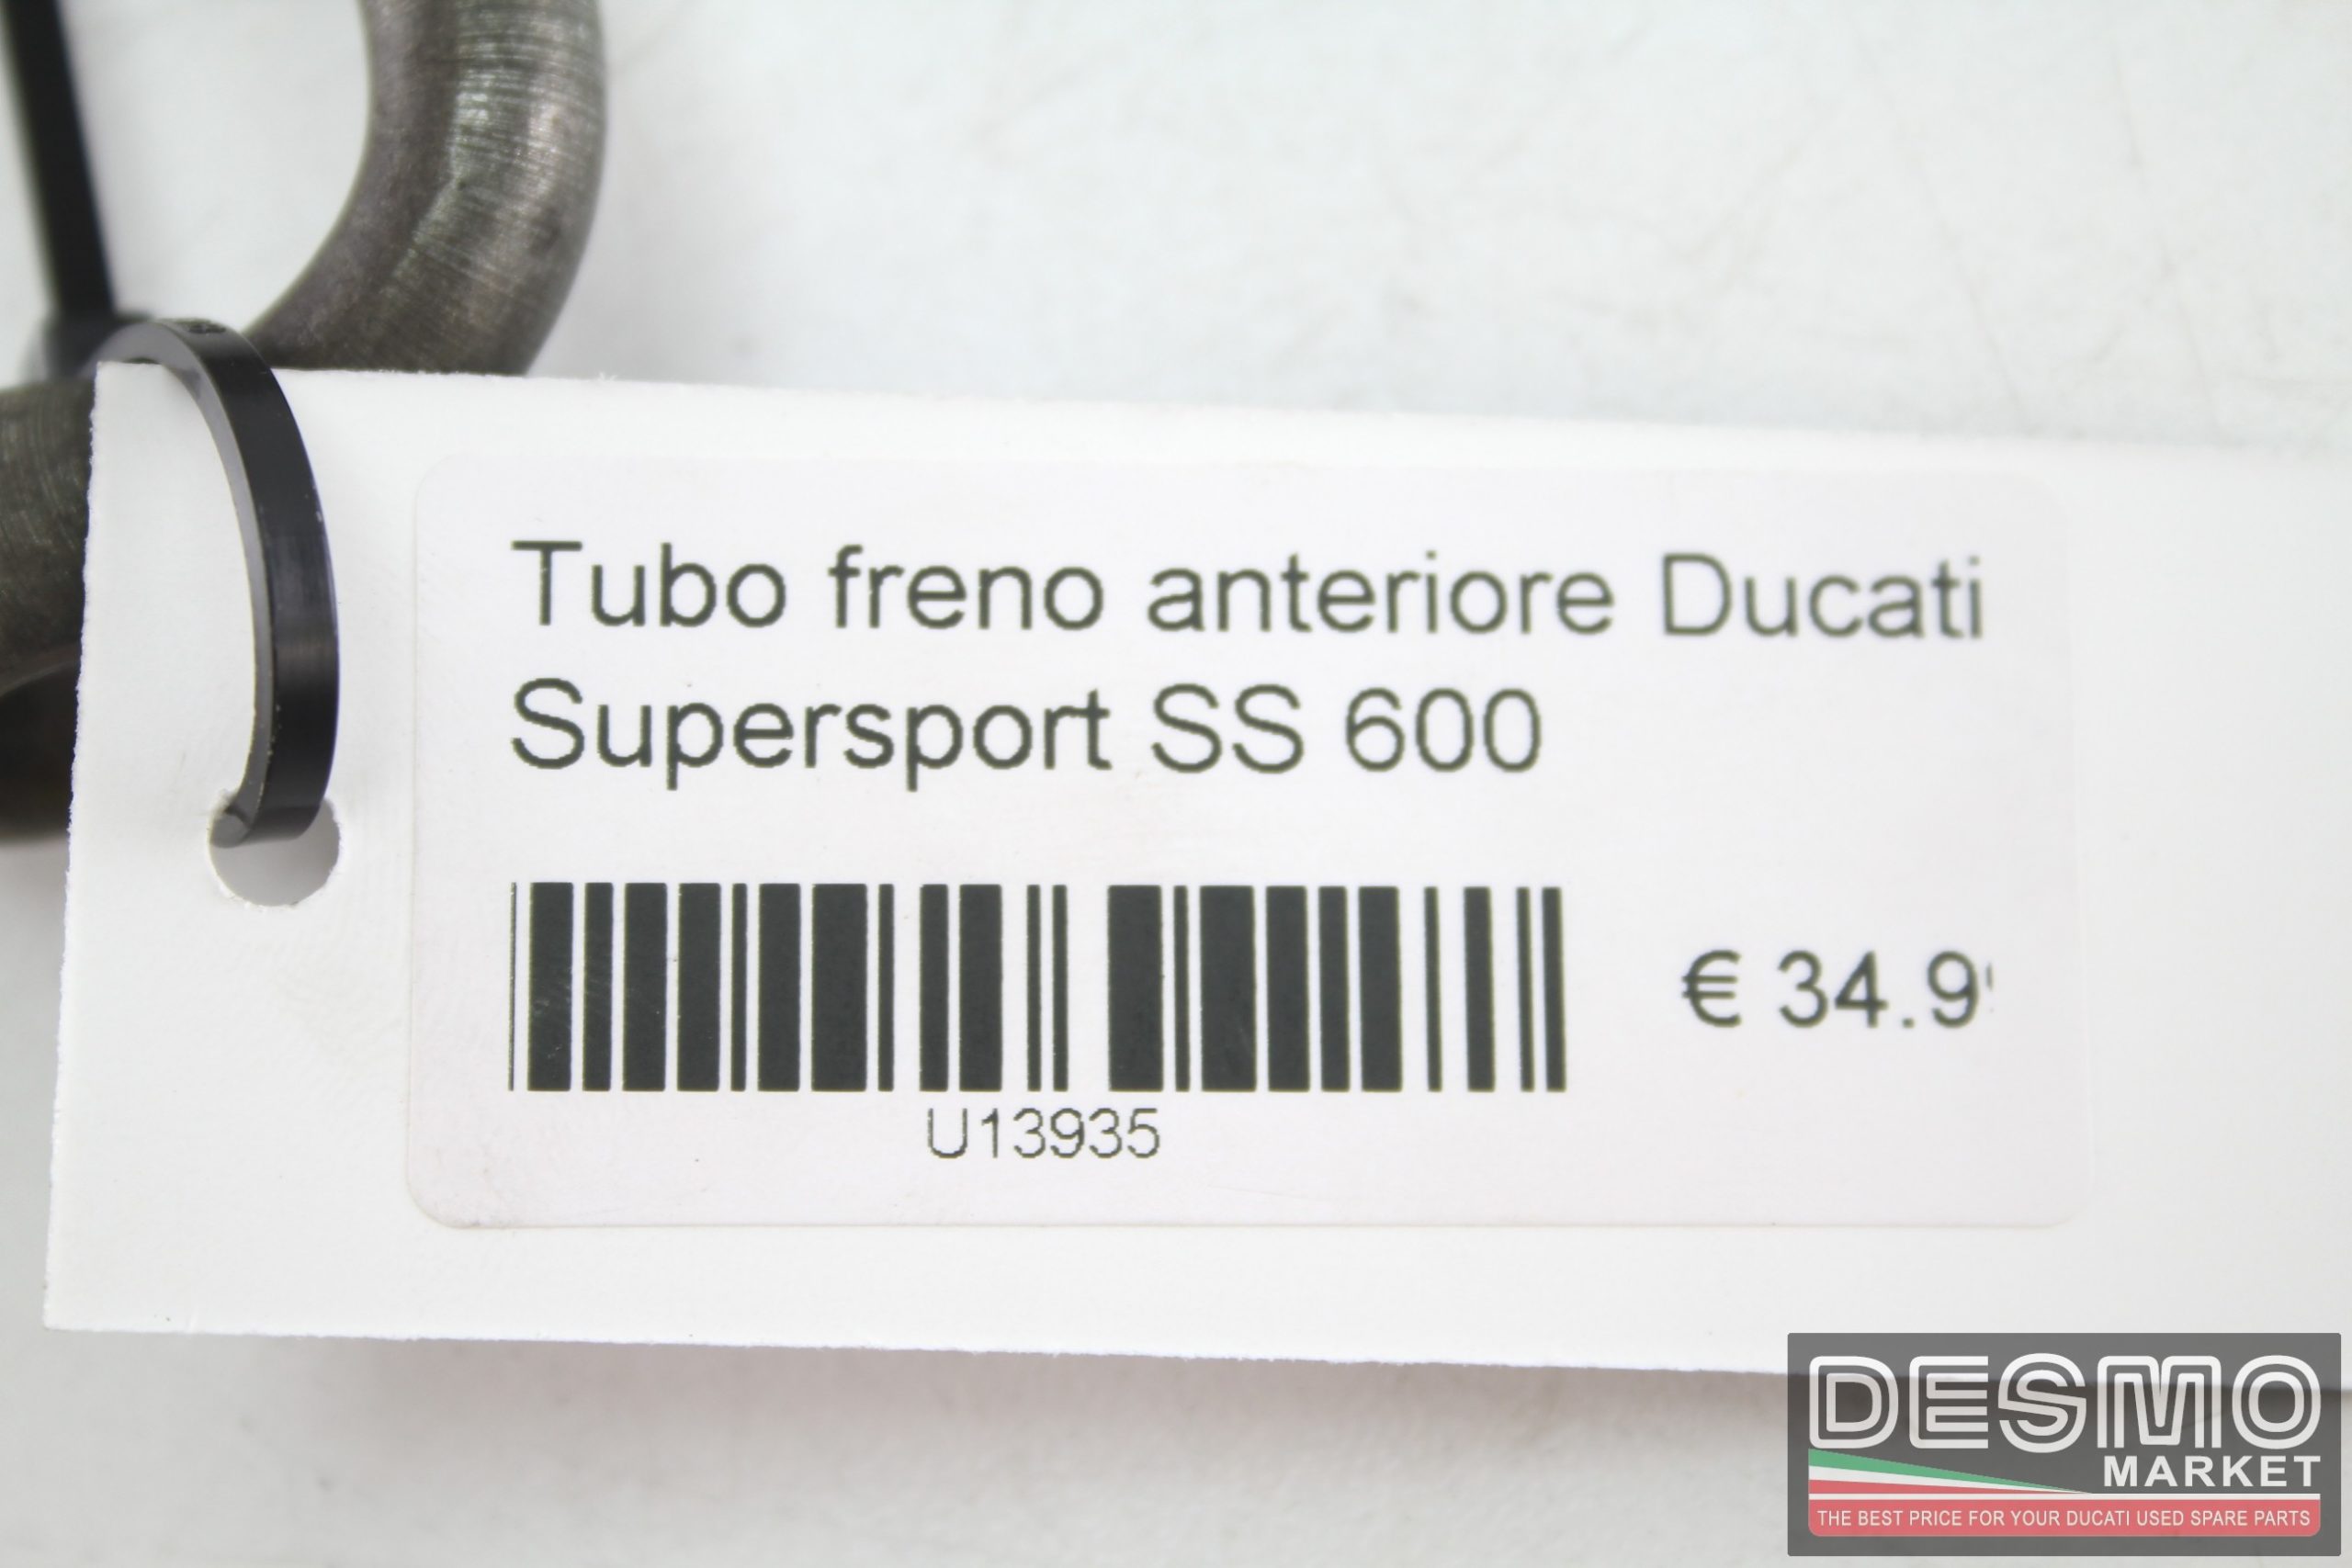 Tubo freno anteriore Ducati
Supersport SS 600
€ 34.9
U13935
DESMO
MARKET
THE BEST PRICE FOR YOUR DUCATI USED SPARE PARTS